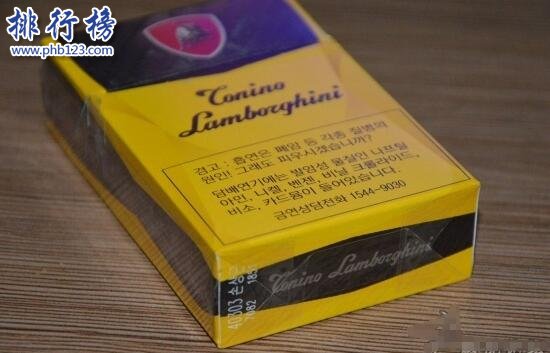 排行榜
www.phb123.com
Tonino
Lamborghini
경고 : 흡연은 폐암 등 각종 질병의
원인! 그래도 피우시겠습니까?
담배연기에는 발암성 물질인 나프틸
아민, 니켈, 벤젠, 비닐 크롤라이드,
비소, 카드뮴이 들어있습니다.
금연상담전화 1544-9030
Tonino Lamborghini